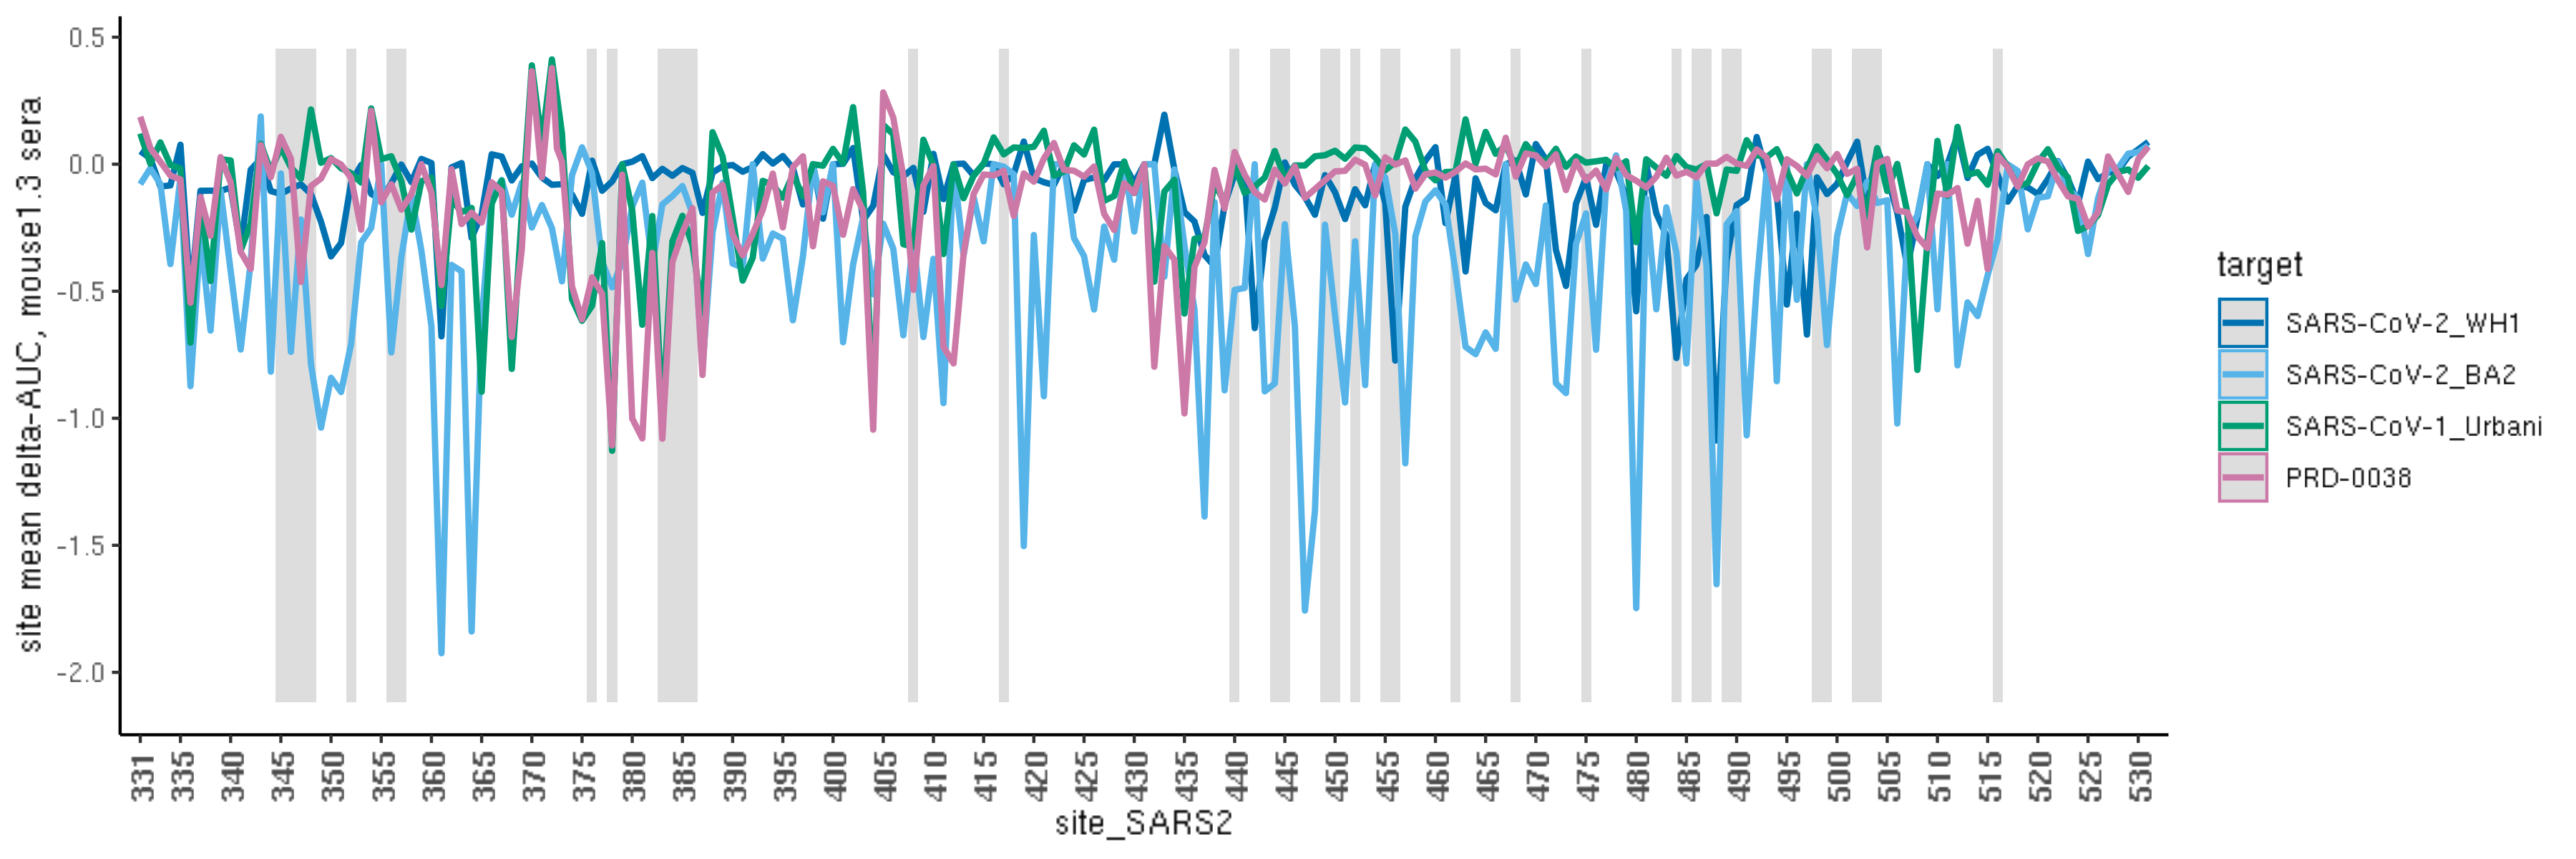 site mean delta-AUC, mouse1.3 sera
0.5
0.0
-0.5
-1.0
-1.5
-2.0
331 335 340 345 350 355 360 365 370 375 380 385 390 395 400 405 410 415 420 425 430 435 440 445 450 455 460 465 470 475 480 485 490 495 500 505 510 515 520 525 530
site_SARS2
target
SARS-CoV-2_WH1
SARS-CoV-2_BA2
SARS-CoV-1_Urbani
PRD-0038